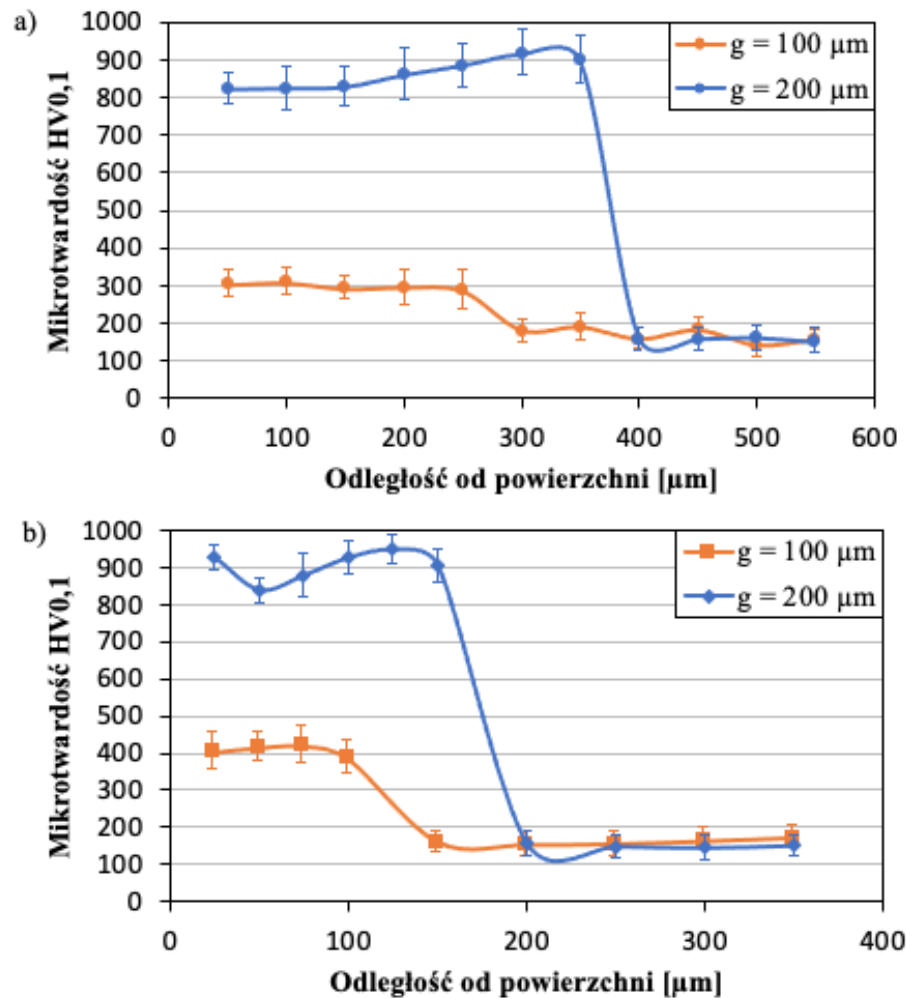 a)
Mikrotwardość HV0,1
1000
900
800
700
600
500
400
300
200
100
0
0 100 200 300 400 500 600
Odległość od powierzchni [µm]
g = 100 µm
g = 200 µm
b)
Mikrotwardość HV0,1
1000
900
800
700
600
500
400
300
200
100
0
0 100 200 300 400
Odległość od powierzchni [µm]
g = 100 µm
g = 200 µm